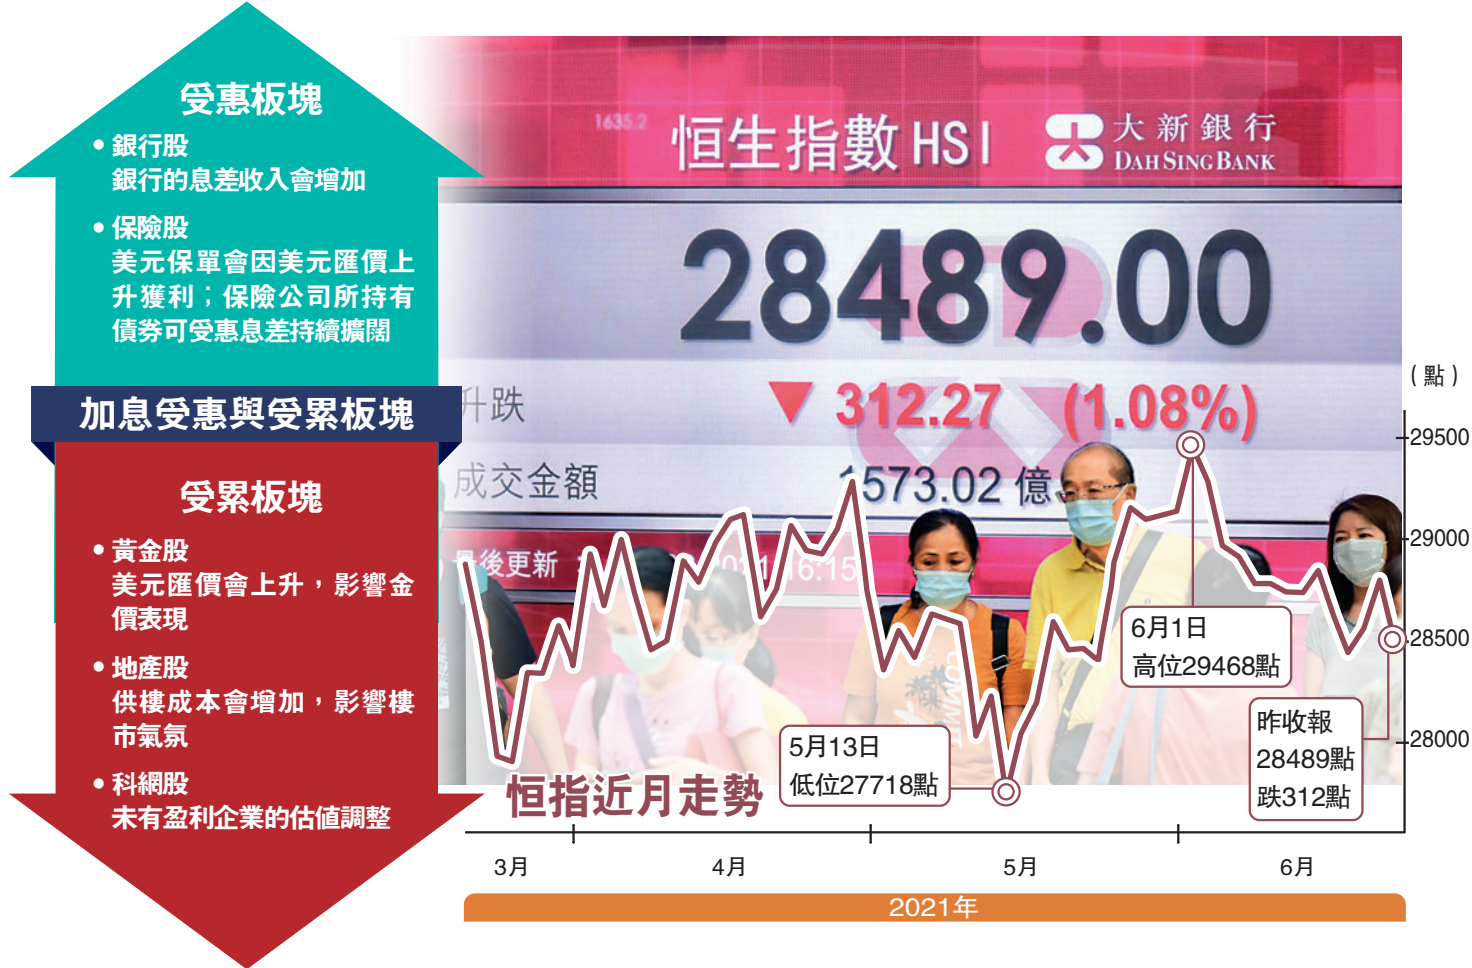 受惠板塊
• 銀行股
銀行的息差收入會增加
• 保險股
美元保單會因美元匯價上
升獲利；保險公司所持有
債券可受惠息差持續擴闊
加息受惠與受累板塊
受累板塊
• 黃金股
美元匯價會上升，影響金
價表現
• 地產股
供樓成本會增加，影響樓
市氣氛
• 科網股
未有盈利企業的估值調整
1635.2
恒生指數 HSI
大新銀行
DAH SING BANK
28489.00
升跌 ▼ 312.27 (1.08%)
成交金額 1573.02 億
最後更新 2021 16:15
(點)
29500
29000
28500
28000
6月1日
高位29468點
5月13日
低位27718點
昨收報
28489點
跌312點
恒指近月走勢
3月 4月 5月 6月
2021年